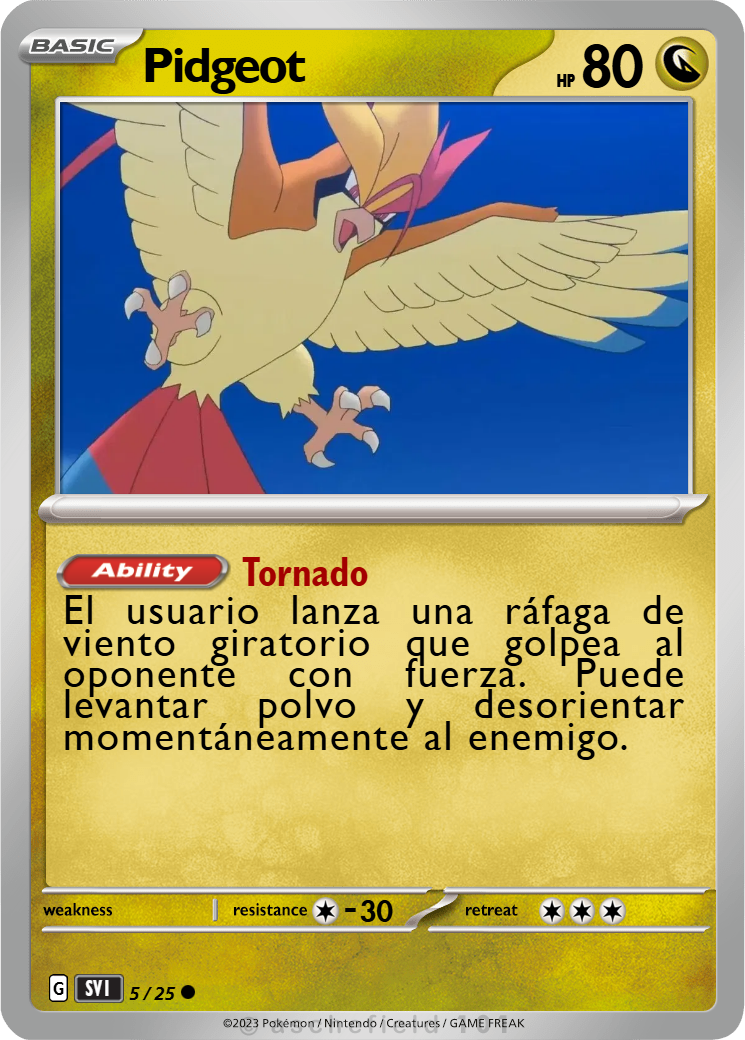 BASIC Pidgeot HP 80
Ability Tornado
El usuario lanza una ráfaga de
viento giratorio que golpea al
oponente con fuerza. Puede
levantar polvo y desorientar
momentáneamente al enemigo.
weakness resistance -30 retreat
G SVI 5 / 25
©2023 Pokémon / Nintendo / Creatures / GAME FREAK